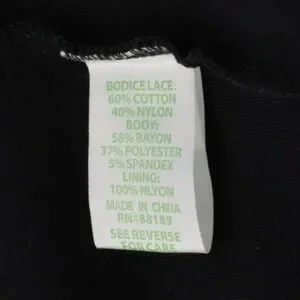 BODICE LACE:
60% COTTON
40% NYLON
BODY:
58% RAYON
37% POLYESTER
5% SPANDEX
LINING:
100% NLYON
MADE IN CHINA
RN# 88189
SEE REVERSE
FOR CARE